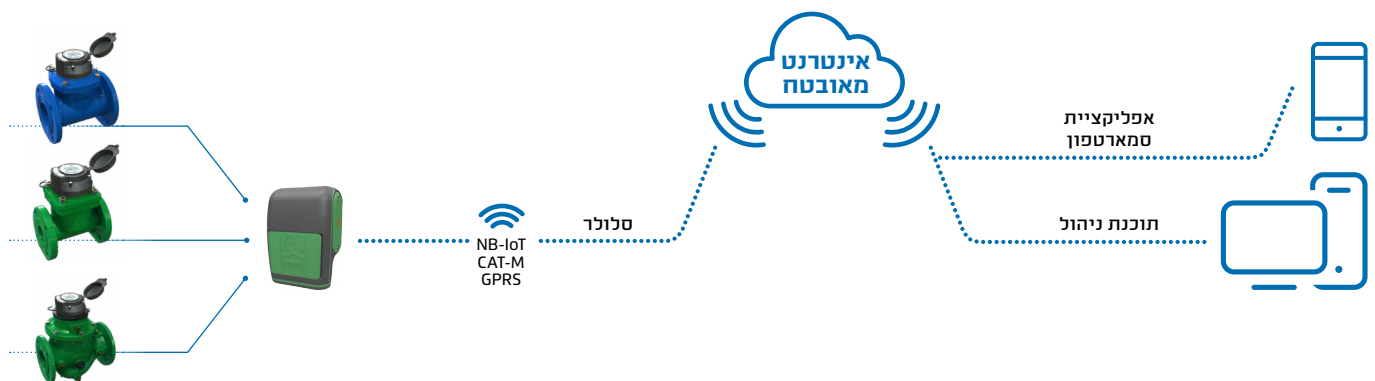 אינטרנט
מאובטח
אפליקציית
סמארטפון
סלולר
תוכנת ניהול
NB-IoT
CAT-M
GPRS